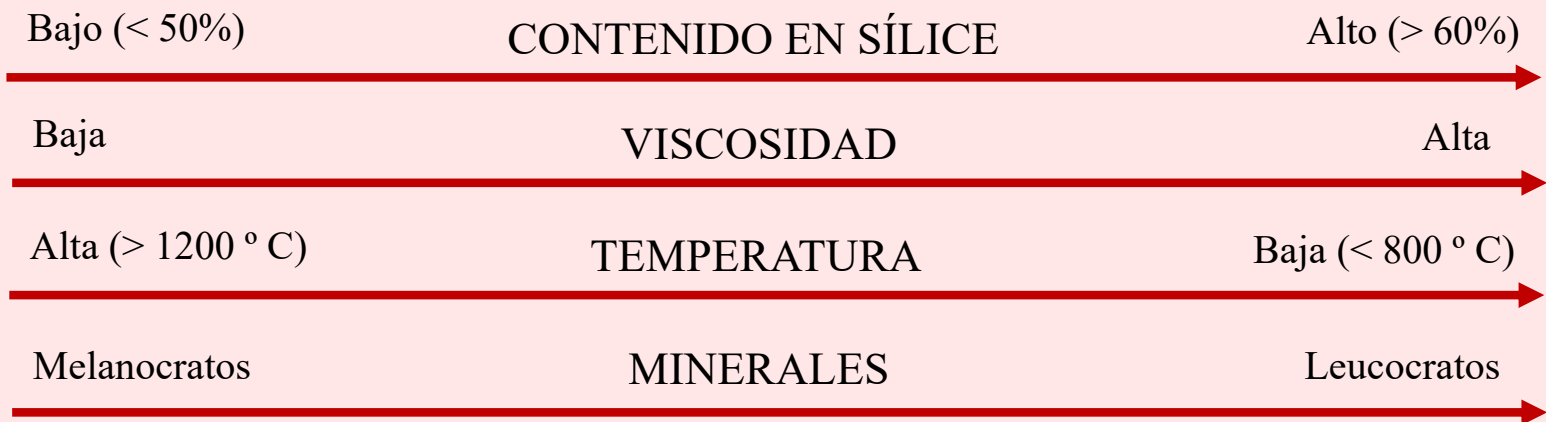 Bajo (< 50%) CONTENIDO EN SÍLICE Alto (> 60%)
Baja VISCOSIDAD Alta
Alta (> 1200 º C) TEMPERATURA Baja (< 800 º C)
Melanocratos MINERALES Leucocratos